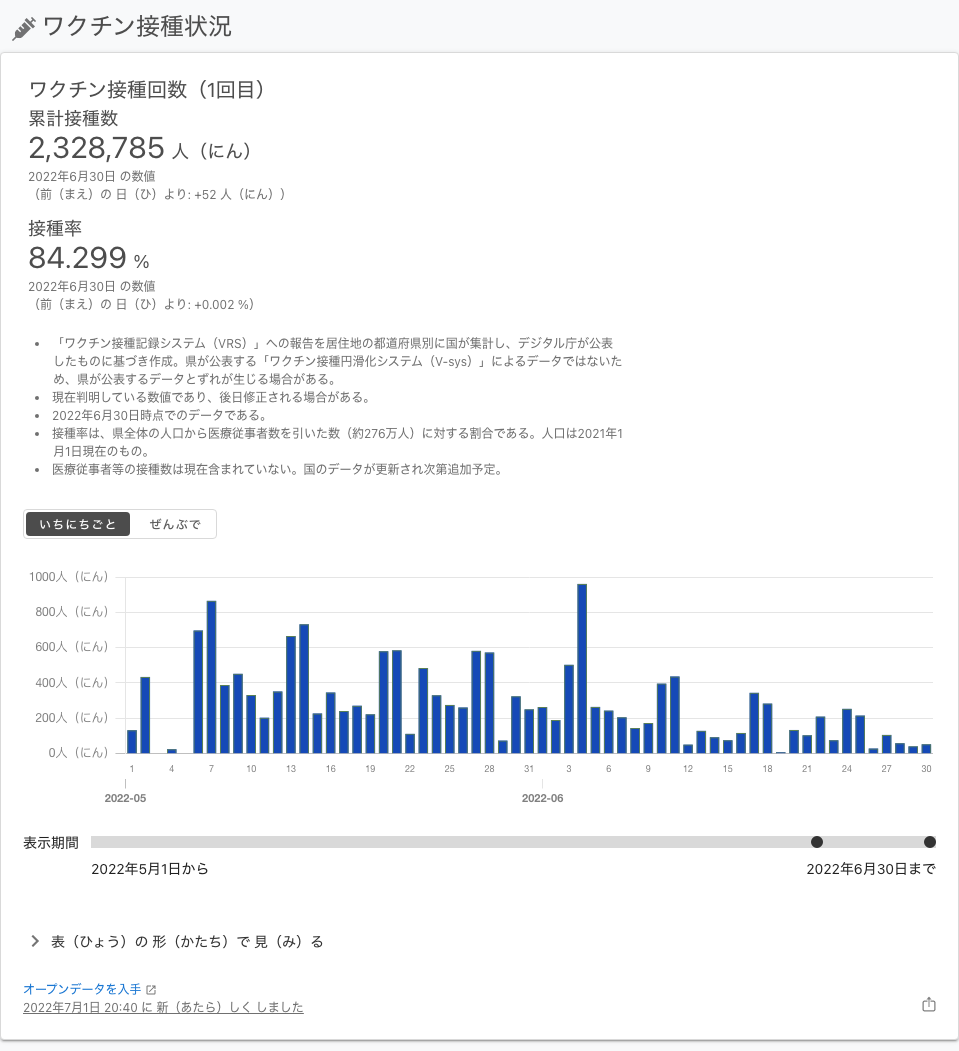 ワクチン接種状況
ワクチン接種回数（1回目）
累計接種数
2,328,785 人（にん）
2022年6月30日 の数値
（前（まえ）の 日（ひ）より: +52 人（にん））
接種率
84.299 %
2022年6月30日 の数値
（前（まえ）の 日（ひ）より: +0.002 %）
• 「ワクチン接種記録システム（VRS）」への報告を居住地の都道府県別に国が集計し、デジタル庁が公表
したものに基づき作成。県が公表する「ワクチン接種円滑化システム（V-sys）」によるデータではないた
め、県が公表するデータとずれが生じる場合がある。
• 現在判明している数値であり、後日修正される場合がある。
• 2022年6月30日時点でのデータである。
• 接種率は、県全体の人口から医療従事者数を引いた数（約276万人）に対する割合である。人口は2021年1
月1日現在のもの。
• 医療従事者等の接種数は現在含まれていない。国のデータが更新され次第追加予定。
いちにちごと ぜんぶで
1000人（にん）
800人（にん）
600人（にん）
400人（にん）
200人（にん）
0人（にん）
1 4 7 10 13 16 19 22 25 28 31 3 6 9 12 15 18 21 24 27 30
2022-05 2022-06
表示期間
2022年5月1日から 2022年6月30日まで
表（ひょう）の 形（かたち）で 見（み）る
オープンデータを入手
2022年7月1日 20:40 に 新（あたら）しく しました